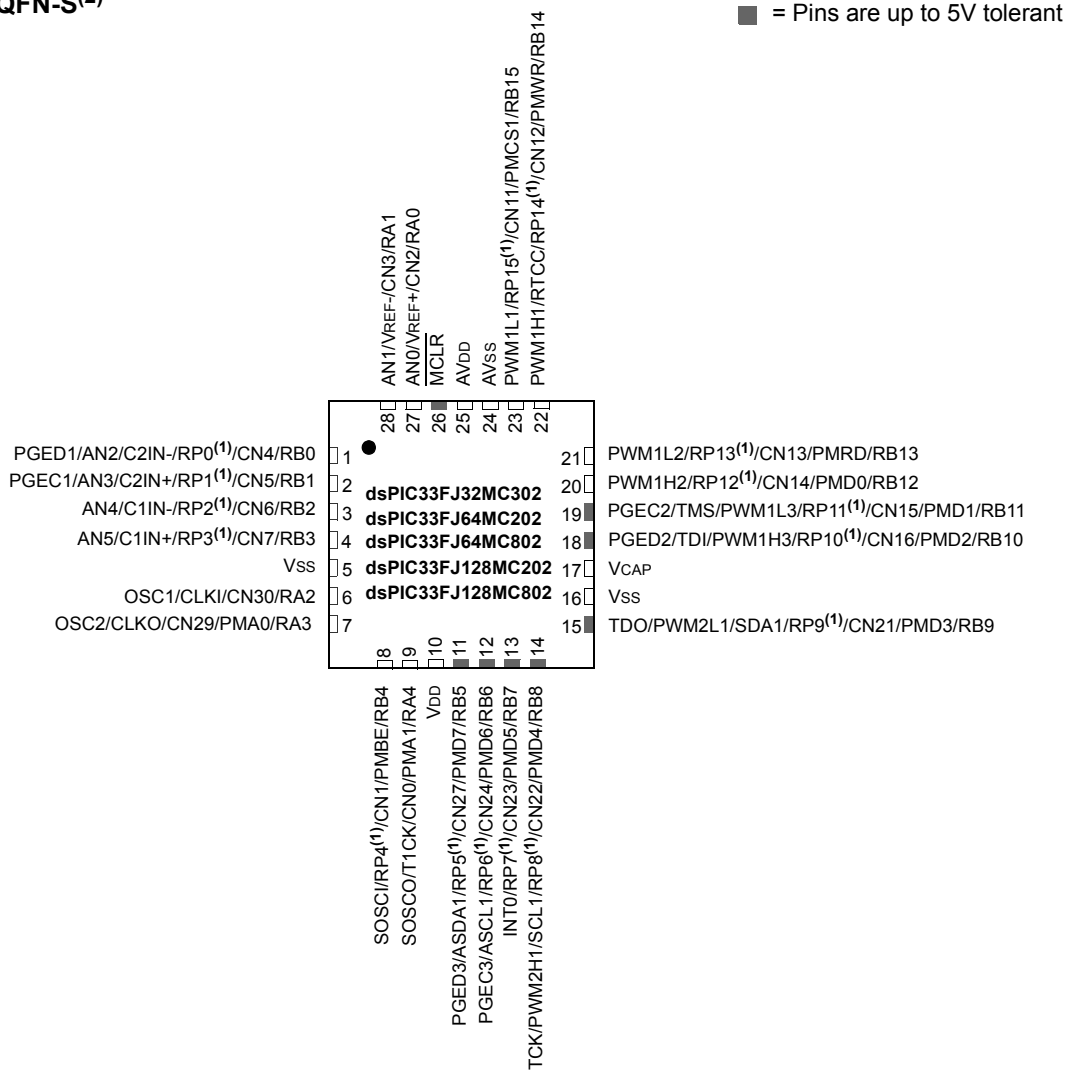 QFN-S(2)
= Pins are up to 5V tolerant
AN1/VREF-/CN3/RA1
AN0/VREF+/CN2/RA0
MCLR
AVDD
AVSS
PWM1L1/RP15(1)/CN11/PMCS1/RB15
PWM1H1/RTCC/RP14(1)/CN12/PMWR/RB14
28 27 26 25 24 23 22
PGED1/AN2/C2IN-/RP0(1)/CN4/RB0 1
PGEC1/AN3/C2IN+/RP1(1)/CN5/RB1 2
AN4/C1IN-/RP2(1)/CN6/RB2 3
AN5/C1IN+/RP3(1)/CN7/RB3 4
VSS 5
OSC1/CLKI/CN30/RA2 6
OSC2/CLKO/CN29/PMA0/RA3 7
dsPIC33FJ32MC302
dsPIC33FJ64MC202
dsPIC33FJ64MC802
dsPIC33FJ128MC202
dsPIC33FJ128MC802
21 PWM1L2/RP13(1)/CN13/PMRD/RB13
20 PWM1H2/RP12(1)/CN14/PMD0/RB12
19 PGEC2/TMS/PWM1L3/RP11(1)/CN15/PMD1/RB11
18 PGED2/TDI/PWM1H3/RP10(1)/CN16/PMD2/RB10
17 VCAP
16 VSS
15 TDO/PWM2L1/SDA1/RP9(1)/CN21/PMD3/RB9
8 9 10 11 12 13 14
SOSCI/RP4(1)/CN1/PMBE/RB4
SOSCO/T1CK/CN0/PMA1/RA4
VDD
PGED3/ASDA1/RP5(1)/CN27/PMD7/RB5
PGEC3/ASCL1/RP6(1)/CN24/PMD6/RB6
INT0/RP7(1)/CN23/PMD5/RB7
TCK/PWM2H1/SCL1/RP8(1)/CN22/PMD4/RB8